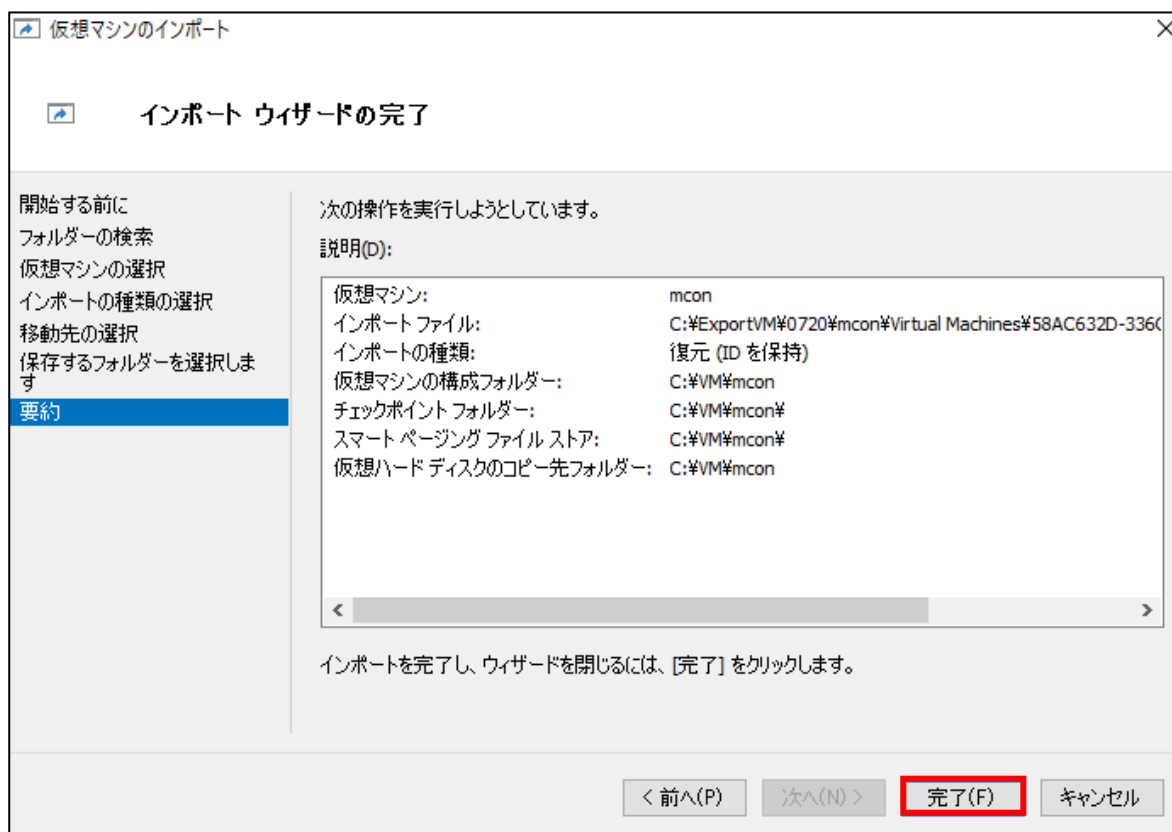 仮想マシンのインポート
インポート ウィザードの完了
開始する前に
フォルダーの検索
仮想マシンの選択
インポートの種類の選択
移動先の選択
保存するフォルダーを選択しま
す
要約
次の操作を実行しようとしています。
説明(D):
仮想マシン: mcon
インポート ファイル: C:¥ExportVM¥0720¥mcon¥Virtual Machines¥58AC632D-336
インポートの種類: 復元 (ID を保持)
仮想マシンの構成フォルダー: C:¥VM¥mcon
チェックポイント フォルダー: C:¥VM¥mcon¥
スマート ページング ファイル ストア: C:¥VM¥mcon¥
仮想ハード ディスクのコピー先フォルダー: C:¥VM¥mcon
インポートを完了し、ウィザードを閉じるには、[完了] をクリックします。
< 前へ(P) 次へ(N) > 完了(F) キャンセル